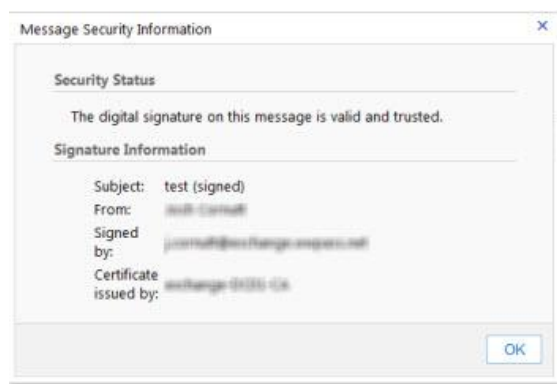 Message Security Information
Security Status
The digital signature on this message is valid and trusted.
Signature Information
Subject: test (signed)
From:
Signed
by:
Certificate
issued by:
OK